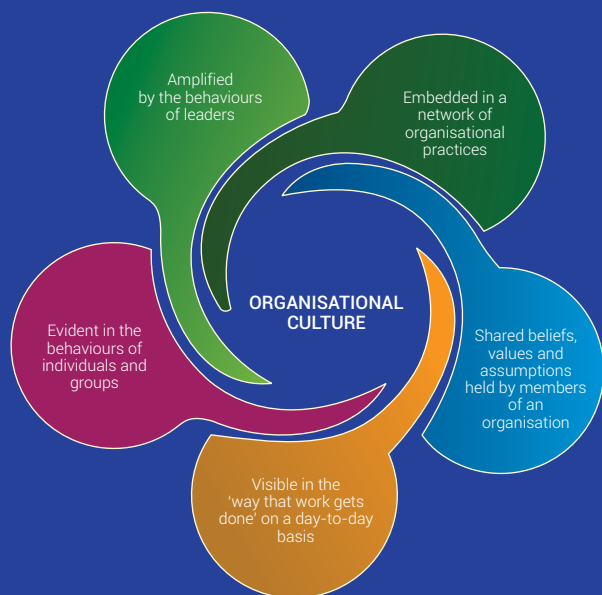 Amplified
by the behaviours
of leaders
Embedded in a
network of
organisational
practices
ORGANISATIONAL
CULTURE
Evident in the
behaviours of
individuals and
groups
Shared beliefs,
values and
assumptions
held by members
of an
organisation
Visible in the
‘way that work gets
done’ on a day-to-day
basis